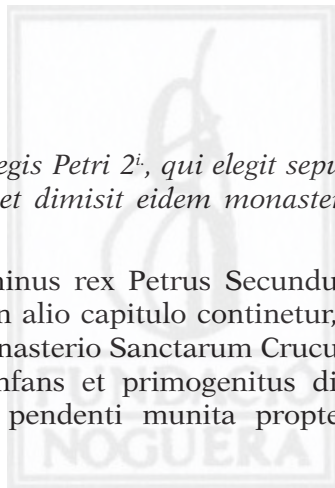 egis Petri 2i., qui elegit sepu
et dimisit eidem monaster
ninus rex Petrus Secundu
n alio capitulo continetur,
nasterio Sanctarum Crucu
nfans et primogenitus di
pendenti munita propte
FUNDACIÓ
NOGUERA